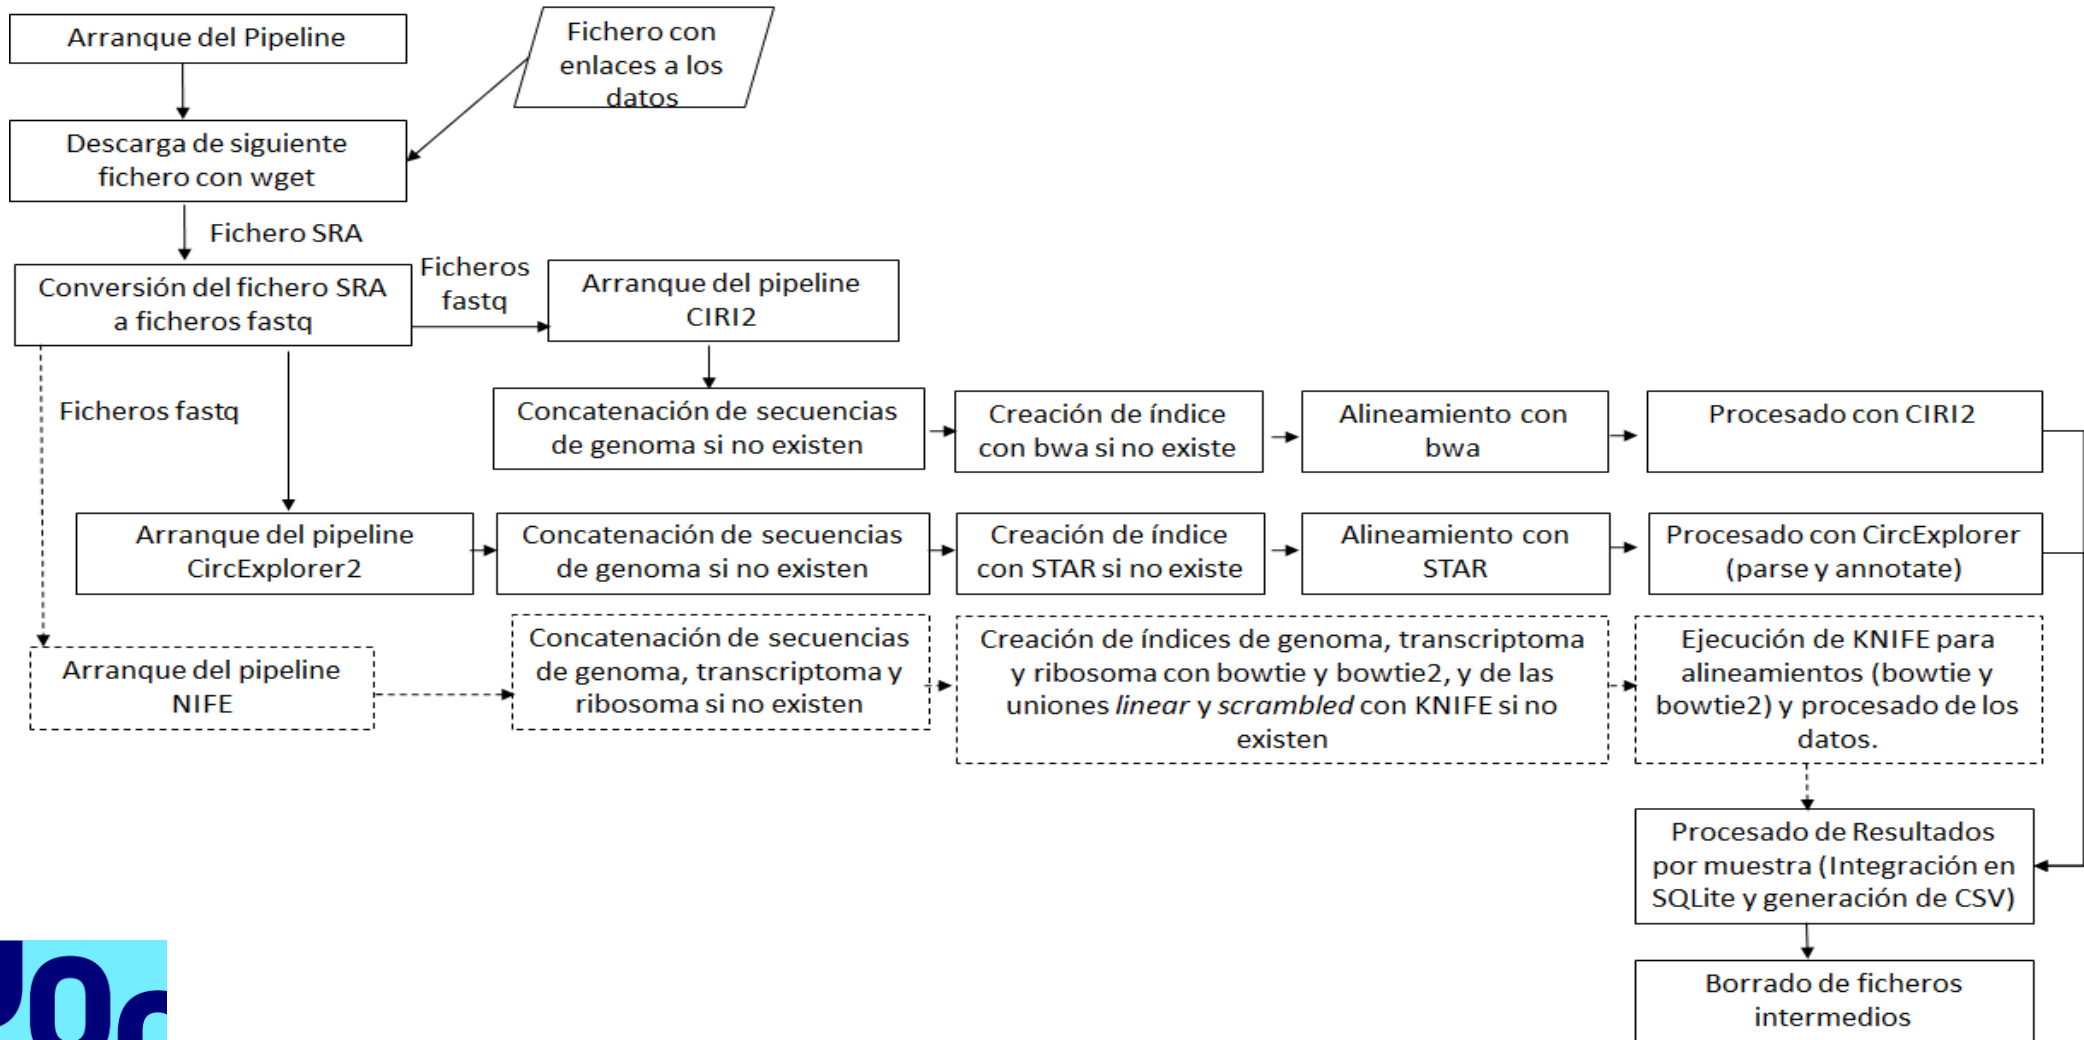 Arranque del Pipeline
Fichero con
enlaces a los
datos
Descarga de siguiente
fichero con wget
Fichero SRA
Conversión del fichero SRA
a ficheros fastq
Ficheros
fastq
Arranque del pipeline
CIRI2
Ficheros fastq
Concatenación de secuencias
de genoma si no existen
Creación de índice
con bwa si no existe
Alineamiento con
bwa
Procesado con CIRI2
Arranque del pipeline
CircExplorer2
Concatenación de secuencias
de genoma si no existen
Creación de índice
con STAR si no existe
Alineamiento con
STAR
Procesado con CircExplorer
(parse y annotate)
Arranque del pipeline
NIFE
Concatenación de secuencias
de genoma, transcriptoma y
ribosoma si no existen
Creación de índices de genoma, transcriptoma
y ribosoma con bowtie y bowtie2, y de las
uniones linear y scrambled con KNIFE si no
existen
Ejecución de KNIFE para
alineamientos (bowtie y
bowtie2) y procesado de los
datos.
Procesado de Resultados
por muestra (Integración en
SQLite y generación de CSV)
Borrado de ficheros
intermedios